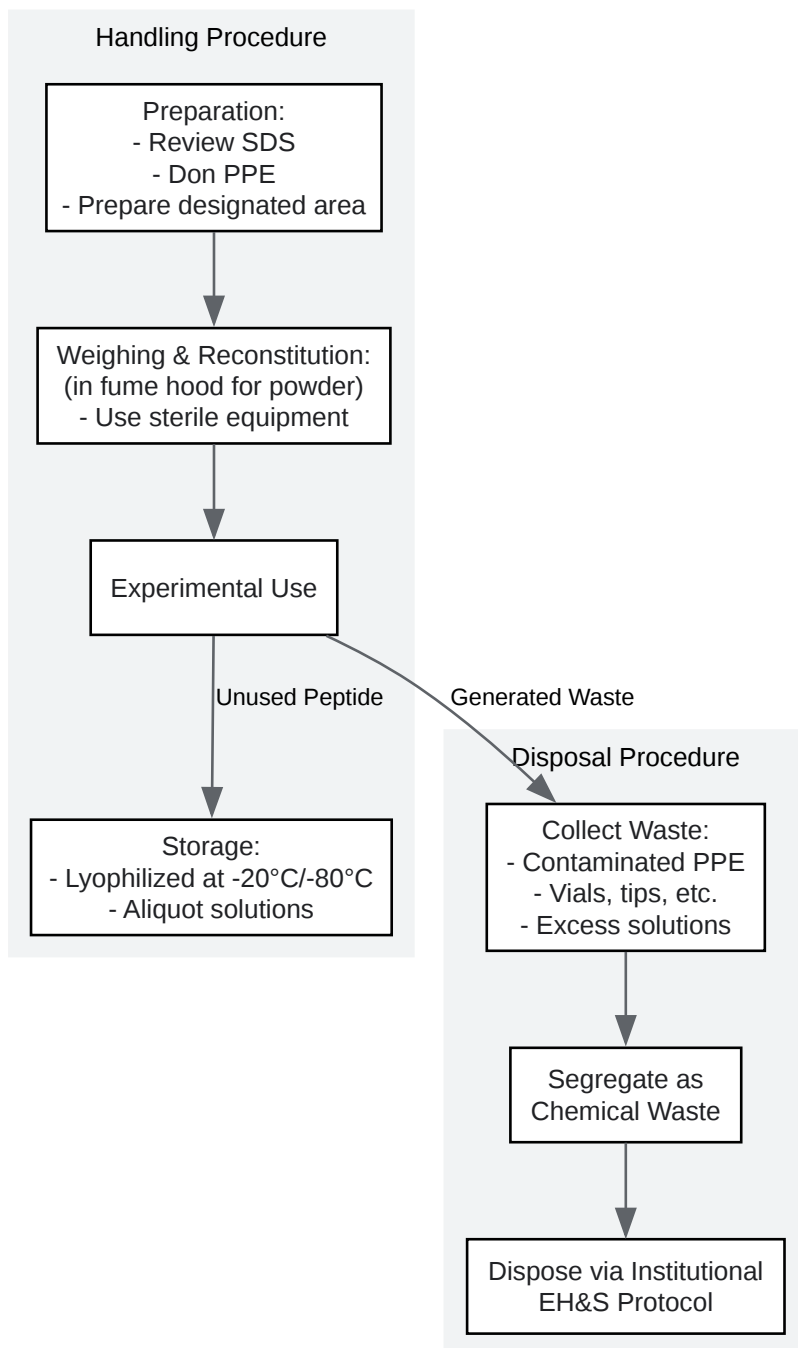 Handling Procedure
Preparation:
- Review SDS
- Don PPE
- Prepare designated area
Weighing & Reconstitution:
(in fume hood for powder)
- Use sterile equipment
Experimental Use
Unused Peptide
Generated Waste
Storage:
- Lyophilized at -20°C/-80°C
- Aliquot solutions
Disposal Procedure
Collect Waste:
- Contaminated PPE
- Vials, tips, etc.
- Excess solutions
Segregate as
Chemical Waste
Dispose via Institutional
EH&S Protocol